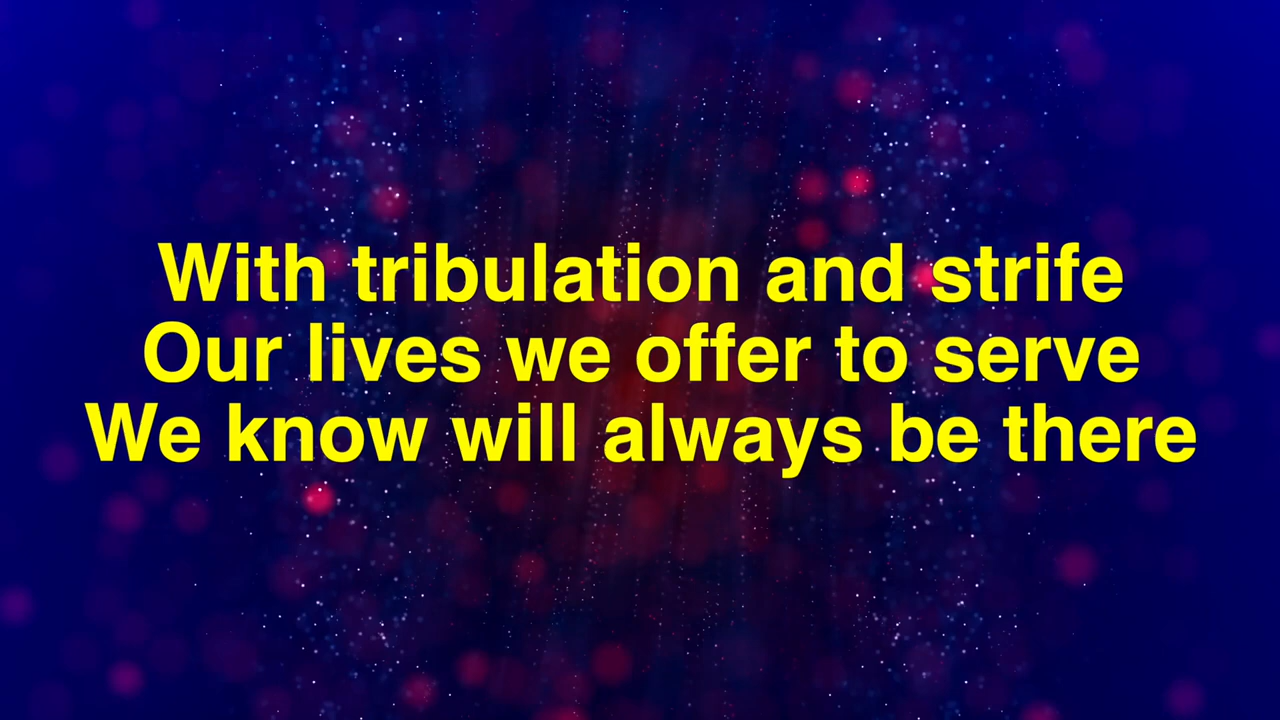 With tribulation and strife
Our lives we offer to serve
We know will always be there